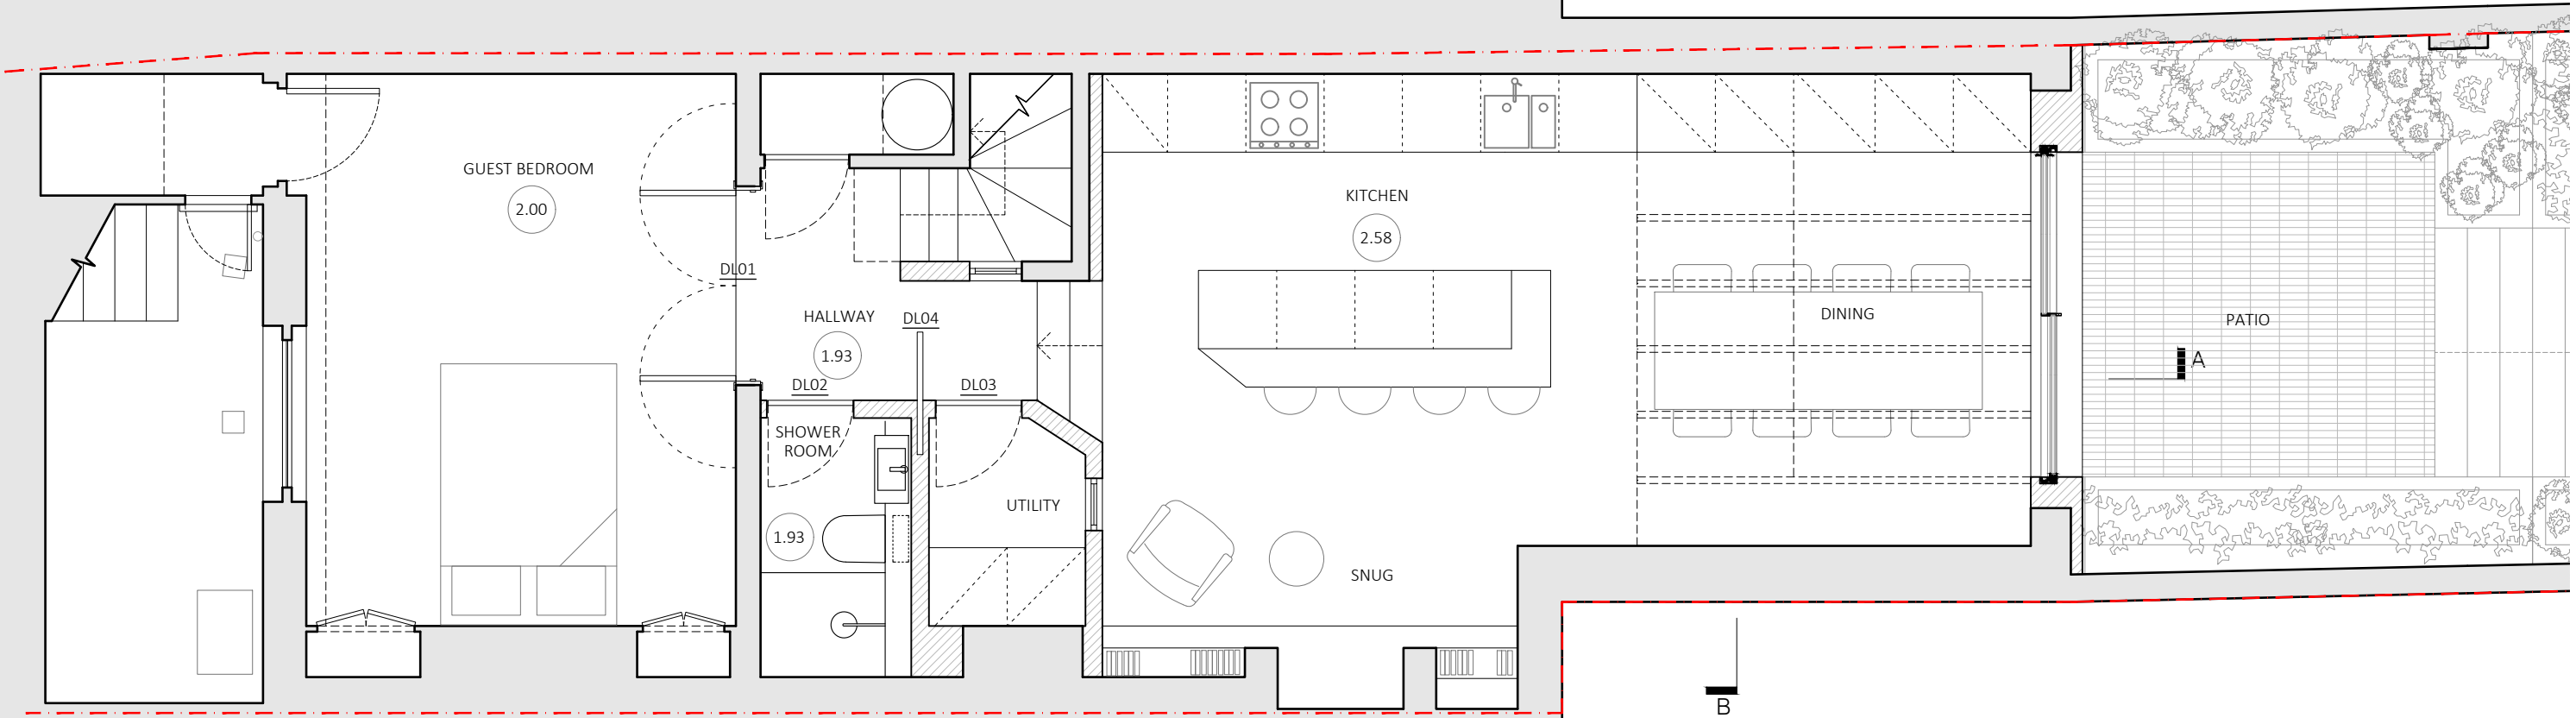 GUEST BEDROOM
2.00
DL01
HALLWAY
1.93
DL04
DL02
DL03
SHOWER
ROOM
1.93
UTILITY
KITCHEN
2.58
DINING
SNUG
PATIO
A
B